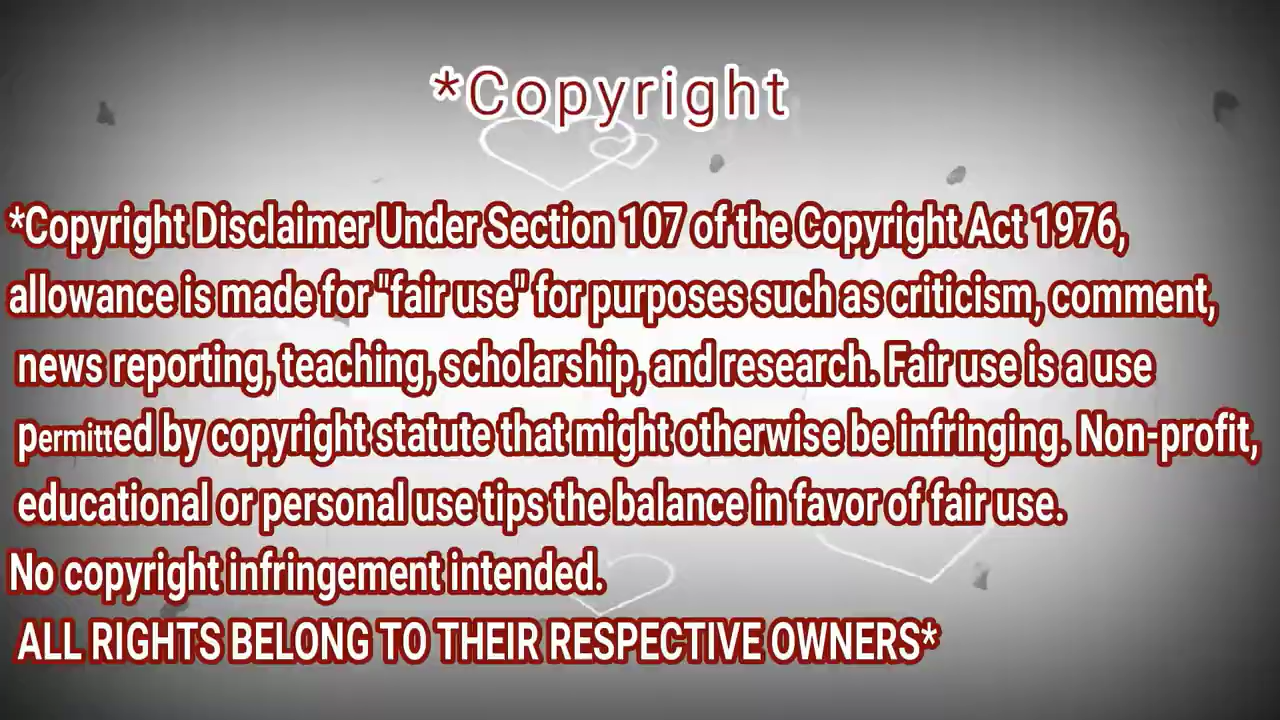 *Copyright
*Copyright Disclaimer Under Section 107 of the Copyright Act 1976,
allowance is made for "fair use" for purposes such as criticism, comment,
news reporting, teaching, scholarship, and research. Fair use is a use
permitted by copyright statute that might otherwise be infringing. Non-profit,
educational or personal use tips the balance in favor of fair use.
No copyright infringement intended.
ALL RIGHTS BELONG TO THEIR RESPECTIVE OWNERS*